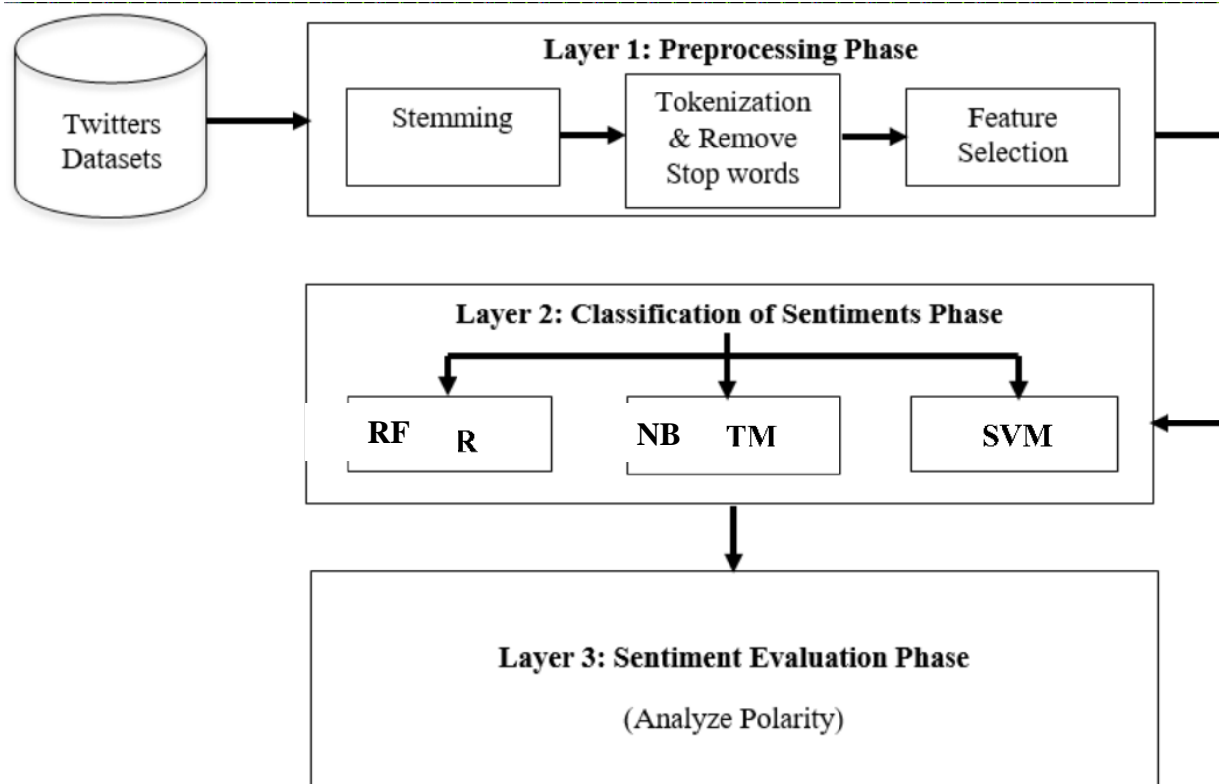 Twitters
Datasets
Layer 1: Preprocessing Phase
Stemming
Tokenization
& Remove
Stop words
Feature
Selection
Layer 2: Classification of Sentiments Phase
RF R
NB TM
SVM
Layer 3: Sentiment Evaluation Phase
(Analyze Polarity)